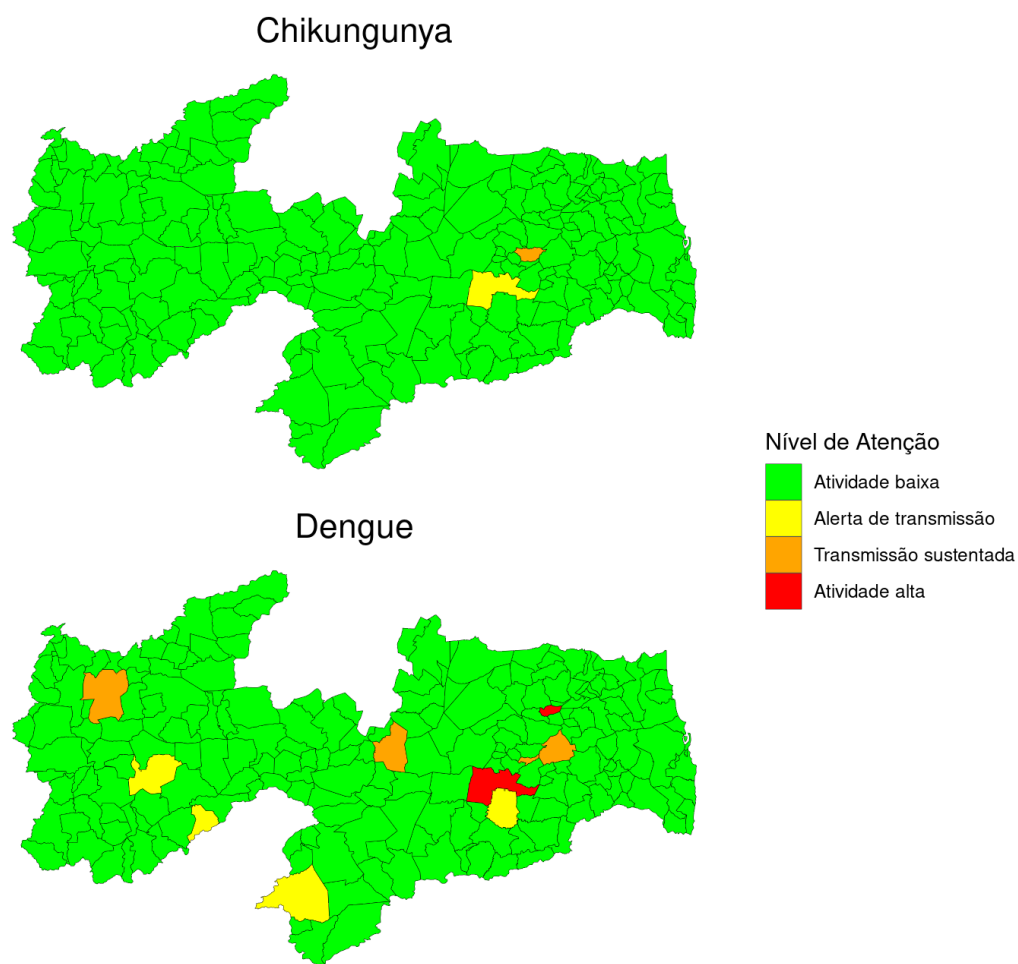 Chikungunya
Nível de Atenção
Atividade baixa
Alerta de transmissão
Transmissão sustentada
Atividade alta
Dengue